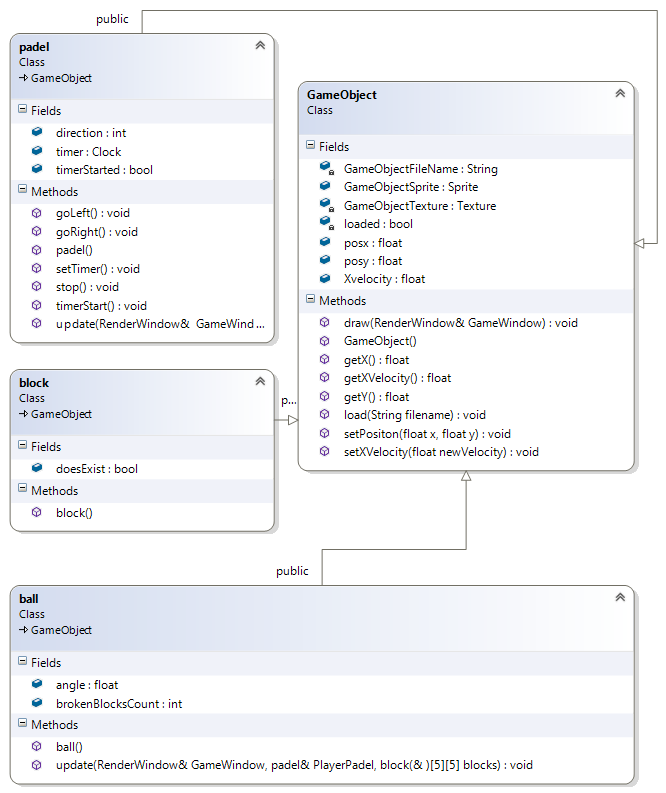 public
padel
Class
GameObject
Fields
direction : int
timer : Clock
timerStarted : bool
Methods
goLeft() : void
goRight() : void
padel()
setTimer() : void
stop() : void
timerStart() : void
update(RenderWindow& GameWind ...
GameObject
Class
Fields
GameObjectFileName : String
GameObjectSprite : Sprite
GameObjectTexture : Texture
loaded : bool
posx : float
posy : float
Xvelocity : float
Methods
draw(RenderWindow& GameWindow) : void
GameObject()
getX() : float
getXVelocity() : float
getY() : float
load(String filename) : void
setPositon(float x, float y) : void
setXVelocity(float newVelocity) : void
block
Class
GameObject
Fields
doesExist : bool
Methods
block()
p...
public
ball
Class
GameObject
Fields
angle : float
brokenBlocksCount : int
Methods
ball()
update(RenderWindow& GameWindow, padel& PlayerPadel, block(& )[5][5] blocks) : void